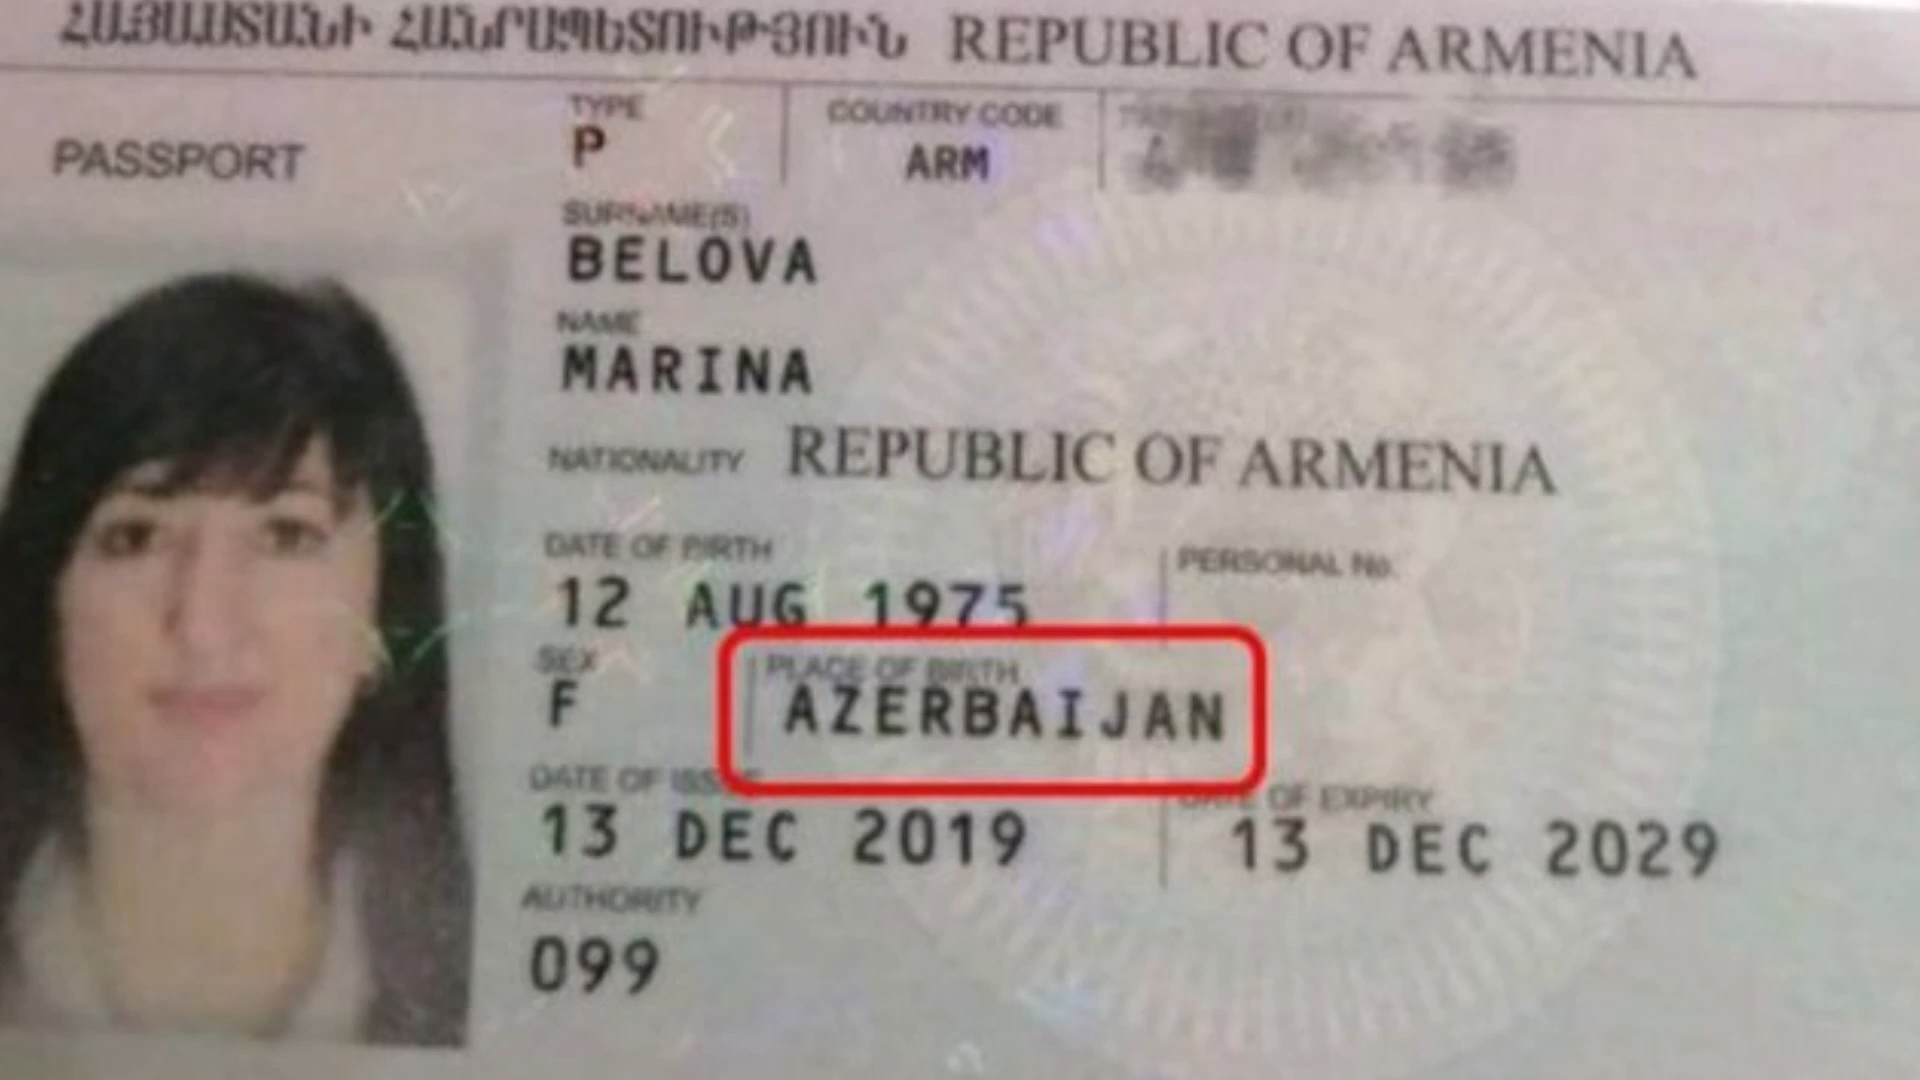 ՀԱՅԱՍՏԱՆԻ ՀԱՆՐԱՊԵՏՈՒԹՅՈՒՆ REPUBLIC OF ARMENIA
PASSPORT
TYPE
P
COUNTRY CODE
ARM
SURNAME(S)
BELOVA
NAME
MARINA
NATIONALITY REPUBLIC OF ARMENIA
DATE OF BIRTH
12 AUG 1975
PERSONAL No.
SEX
F
PLACE OF BIRTH
AZERBAIJAN
DATE OF ISSUE
13 DEC 2019
DATE OF EXPIRY
13 DEC 2029
AUTHORITY
099